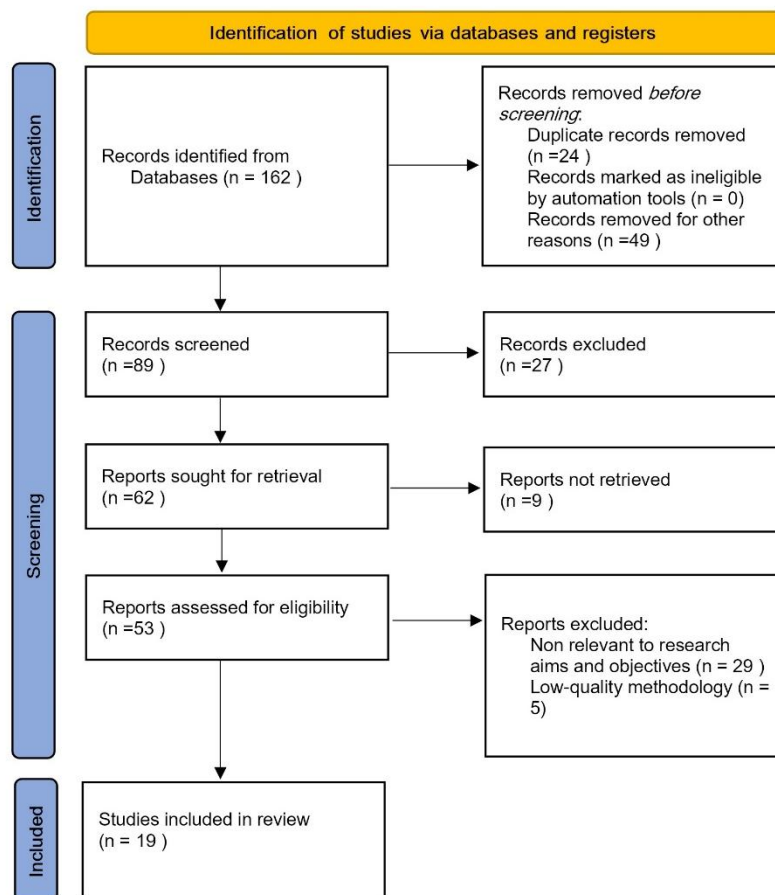 Identification of studies via databases and registers
Identification
Records identified from
Databases (n = 162 )
Records removed before
screening:
Duplicate records removed
(n =24 )
Records marked as ineligible
by automation tools (n = 0)
Records removed for other
reasons (n =49 )
Screening
Records screened
(n =89 )
Records excluded
(n =27 )
Reports sought for retrieval
(n =62 )
Reports not retrieved
(n =9 )
Reports assessed for eligibility
(n =53 )
Reports excluded:
Non relevant to research
aims and objectives (n = 29 )
Low-quality methodology (n =
5)
Included
Studies included in review
(n = 19 )